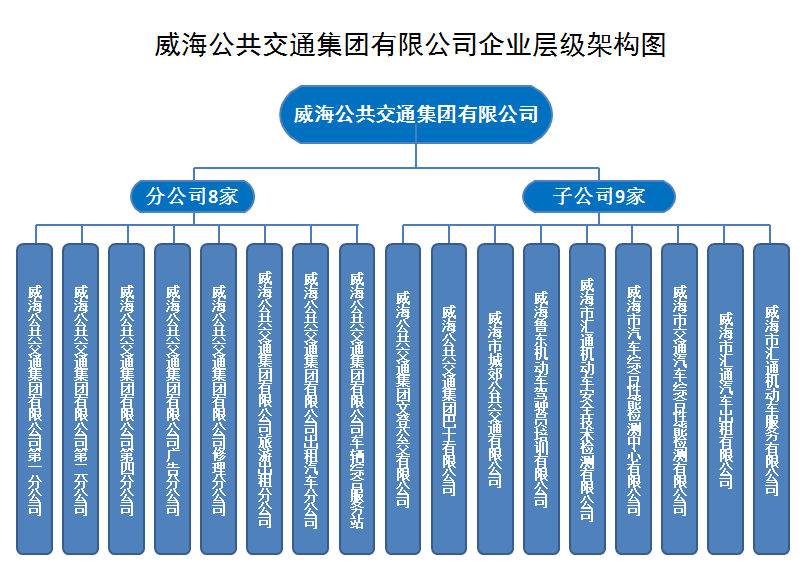 威海公共交通集团有限公司企业层级架构图
威海公共交通集团有限公司
分公司8家
子公司9家
威海公共交通集团有限公司第一分公司
威海公共交通集团有限公司第二分公司
威海公共交通集团有限公司第四分公司
威海公共交通集团有限公司广告分公司
威海公共交通集团有限公司修理分公司
威海公共交通集团有限公司旅游出租分公司
威海公共交通集团有限公司出租汽车分公司
威海公共交通集团有限公司车辆综合服务站
威海公共交通集团文登公交有限公司
威海公共交通集团巴士有限公司
威海市城郊公共交通有限公司
威海鲁东机动车驾驶员培训有限公司
威海市汇通机动车安全技术检测有限公司
威海市汽车综合性能检测中心有限公司
威海市交通汽车综合性能检测有限公司
威海市汇通汽车出租有限公司
威海市汇通机动车服务有限公司